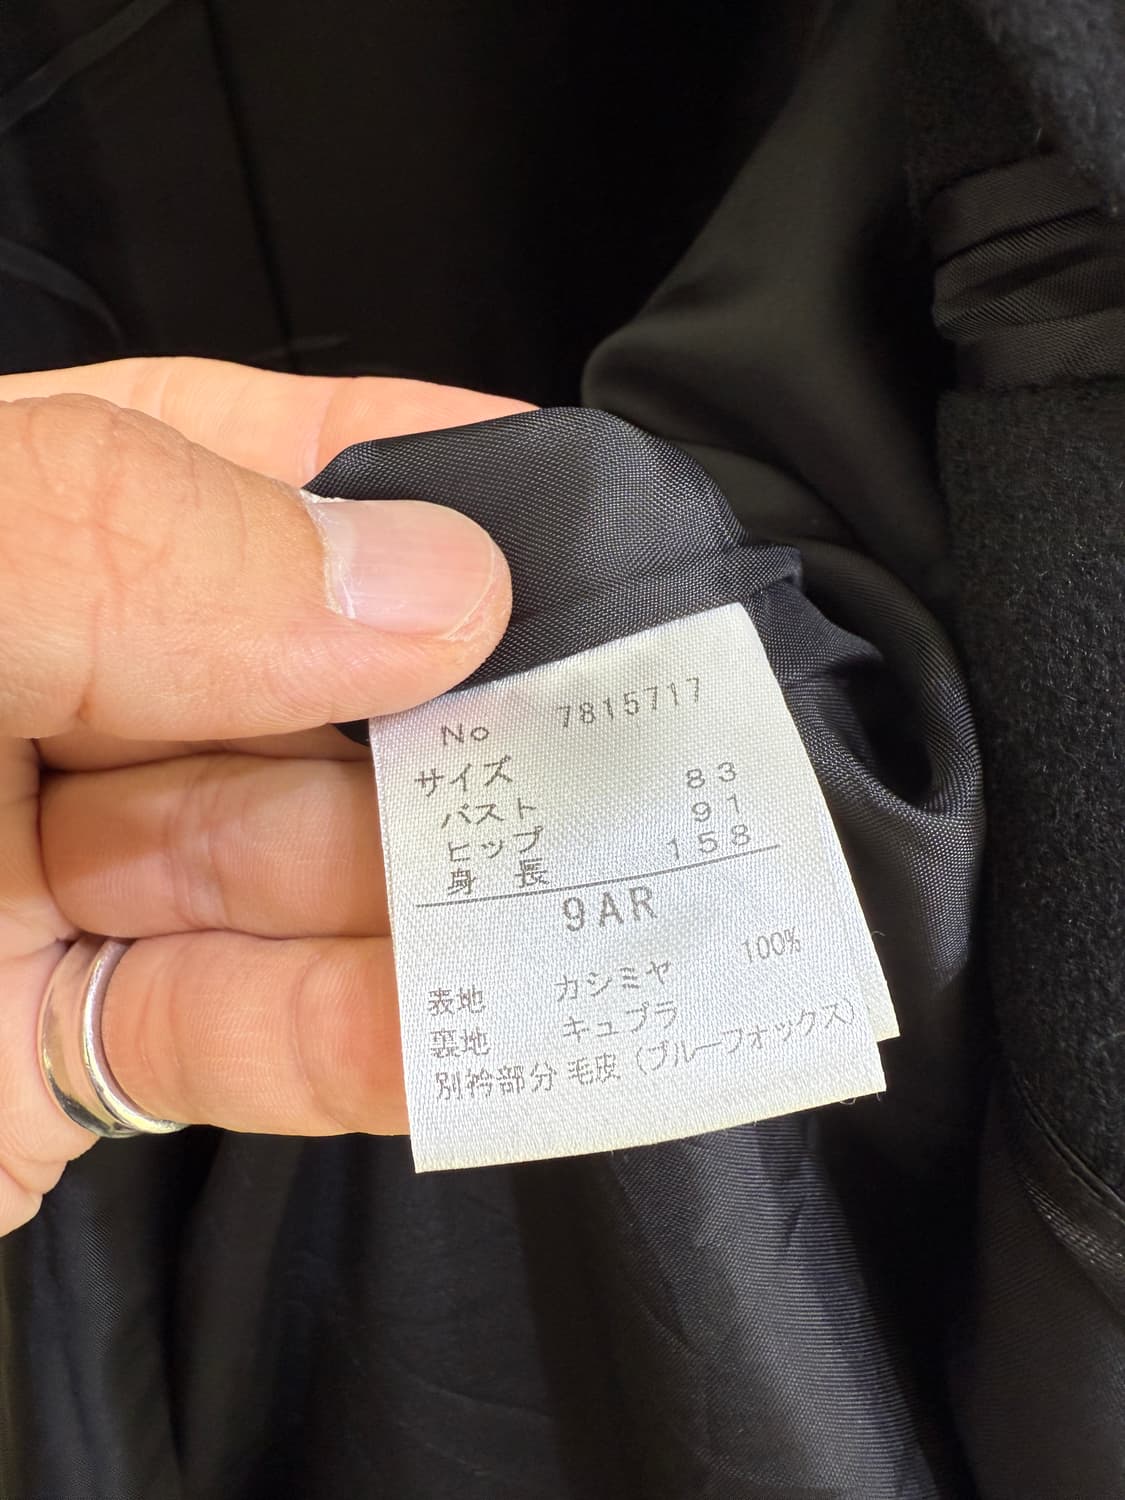 No 7815717
サイズ
バスト 83
ヒップ 91
身長 158
9AR
表地 カシミヤ 100%
裏地 キュプラ
別衿部分 毛皮(ブルーフォックス)